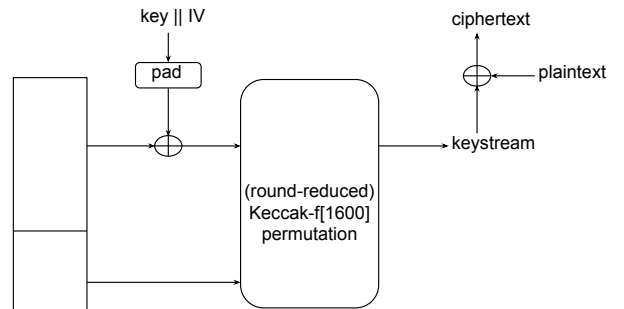 key || IV
ciphertext
pad
plaintext
keystream
(round-reduced)
Keccak-f[1600]
permutation